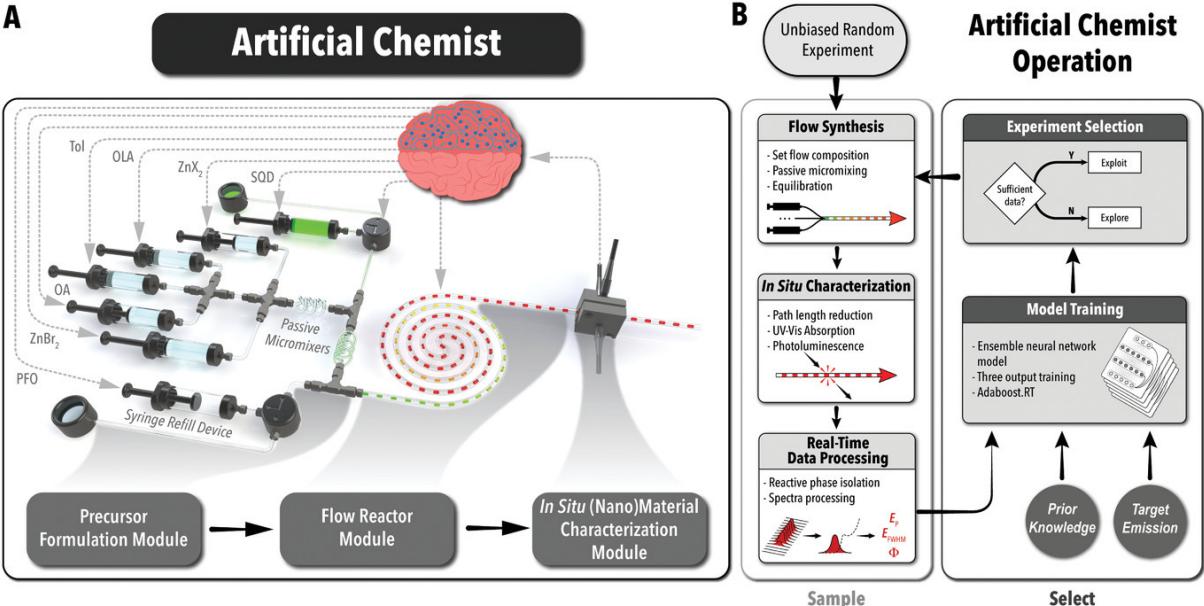 A
Artificial Chemist
Tol
OLA
ZnX2
SQD
OA
ZnBr2
PFO
Passive
Micromixers
Syringe Refill Device
Precursor
Formulation Module
Flow Reactor
Module
In Situ (Nano)Material
Characterization
Module
B
Unbiased Random
Experiment
Artificial Chemist
Operation
Flow Synthesis
- Set flow composition
- Passive micromixing
- Equilibration
...
In Situ Characterization
- Path length reduction
- UV-Vis Absorption
- Photoluminescence
Real-Time
Data Processing
- Reactive phase isolation
- Spectra processing
EP
EFWHM
Φ
Sample
Experiment Selection
Sufficient
data?
Y
Exploit
N
Explore
Model Training
- Ensemble neural network
model
- Three output training
- Adaboost.RT
Prior
Knowledge
Target
Emission
Select